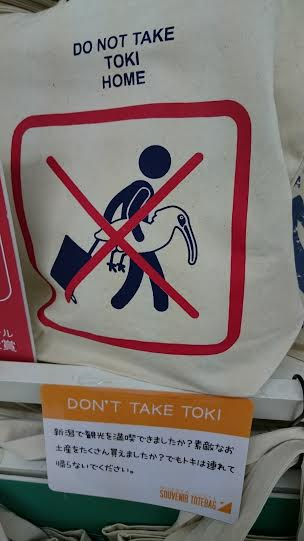 DO NOT TAKE
TOKI
HOME
ル
賞
DON'T TAKE TOKI
新潟で観光を満喫できましたか?素敵なお
土産をたくさん買えましたか?でもトキは連れて
帰らないでください。
SOUVENIR TOTEBAG